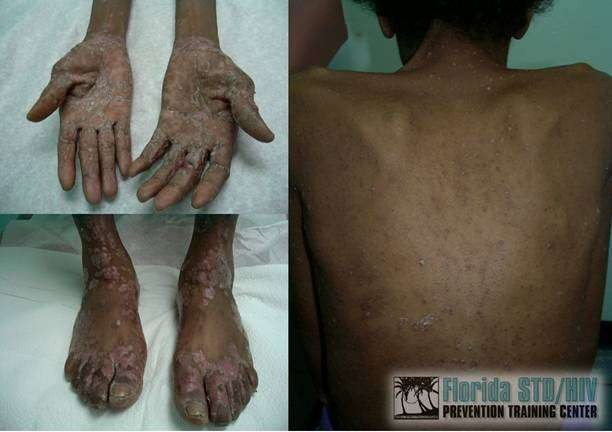 Florida STD/HIV
PREVENTION TRAINING CENTER